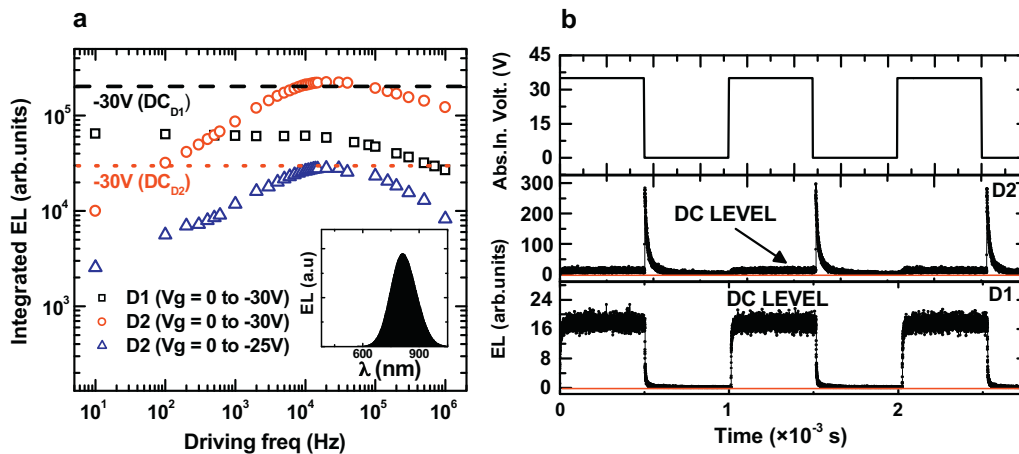 a
Integrated EL (arb.units)
10^5
10^4
10^3
-30V (DC_D1)
-30V (DC_D2)
D1 (Vg = 0 to -30V)
D2 (Vg = 0 to -30V)
D2 (Vg = 0 to -25V)
EL (a.u)
600 900
λ (nm)
10^1 10^2 10^3 10^4 10^5 10^6
Driving freq (Hz)
b
Abs.In. Volt. (V)
45
30
15
0
EL (arb.units)
300
200
100
0
D2
DC LEVEL
24
16
8
0
DC LEVEL
D1
0 1 2
Time (×10^-3 s)